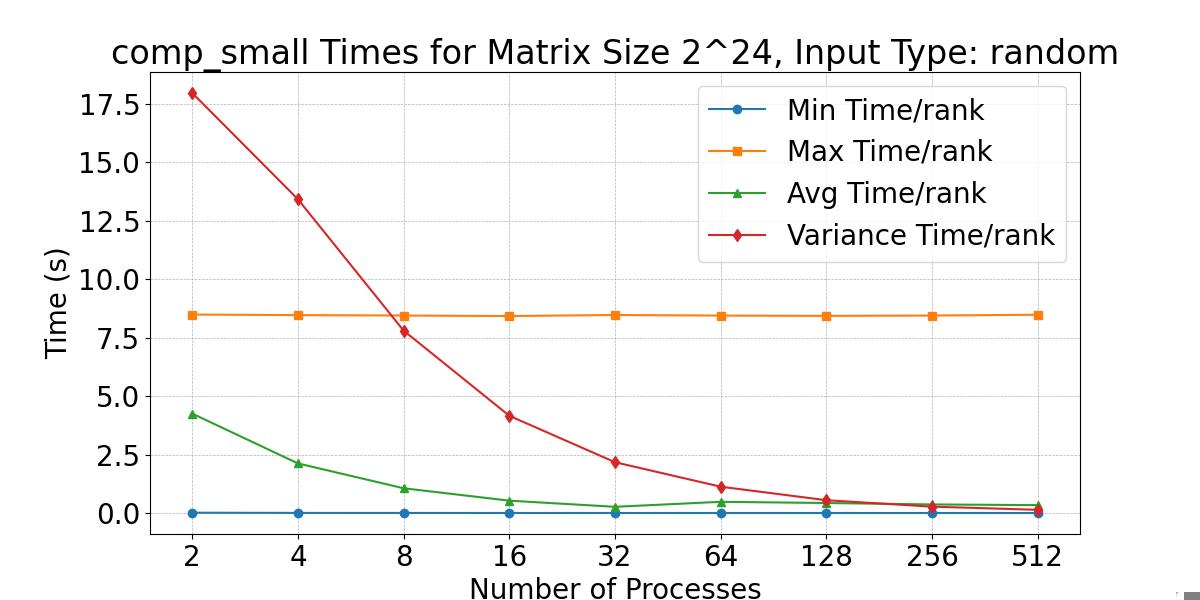 comp_small Times for Matrix Size 2^24, Input Type: random
Min Time/rank
Max Time/rank
Avg Time/rank
Variance Time/rank
Time (s)
17.5
15.0
12.5
10.0
7.5
5.0
2.5
0.0
2 4 8 16 32 64 128 256 512
Number of Processes